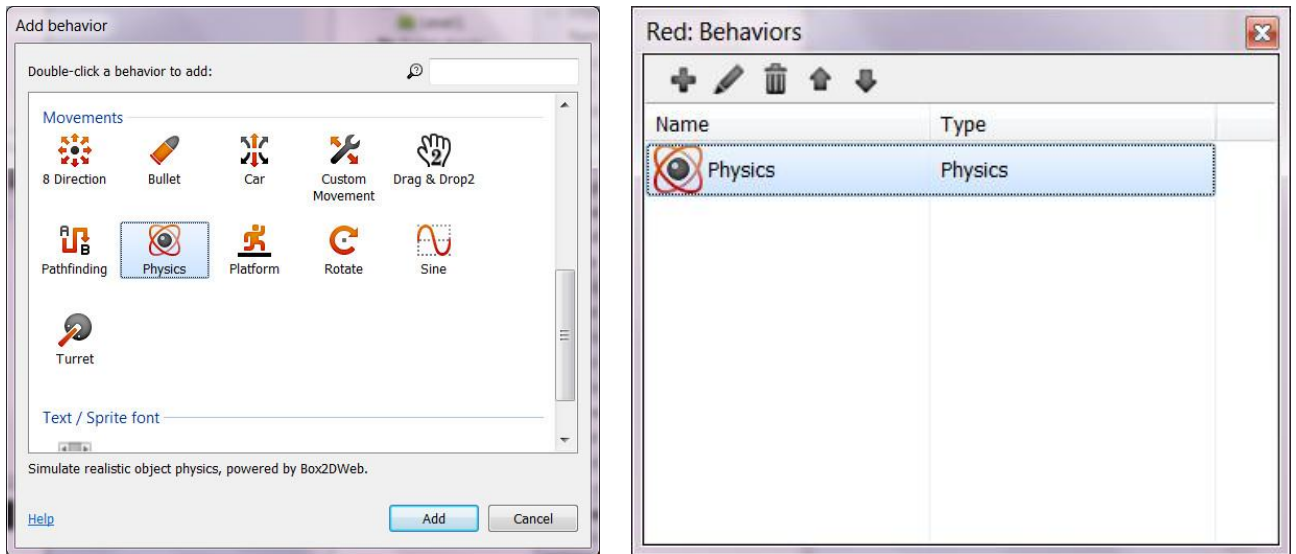 Add behavior
Double-click a behavior to add:
Movements
8 Direction
Bullet
Car
Custom
Movement
Drag & Drop2
Pathfinding
Physics
Platform
Rotate
Sine
Turret
Text / Sprite font
Simulate realistic object physics, powered by Box2DWeb.
Help
Add
Cancel
Red: Behaviors
Name Type
Physics Physics